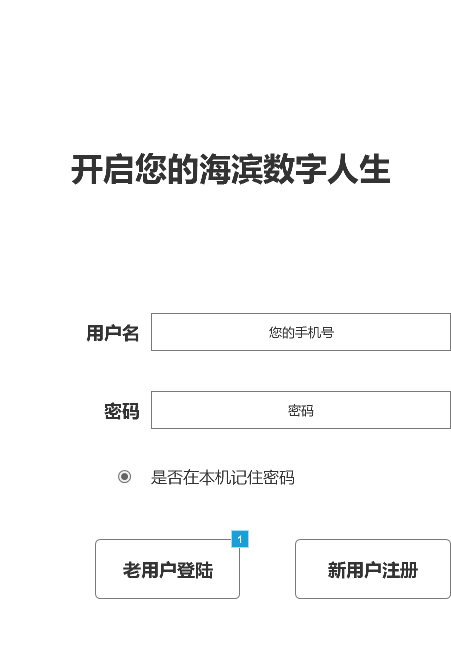 开启您的海滨数字人生
用户名 您的手机号
密码 密码
是否在本机记住密码
1
老用户登陆 新用户注册